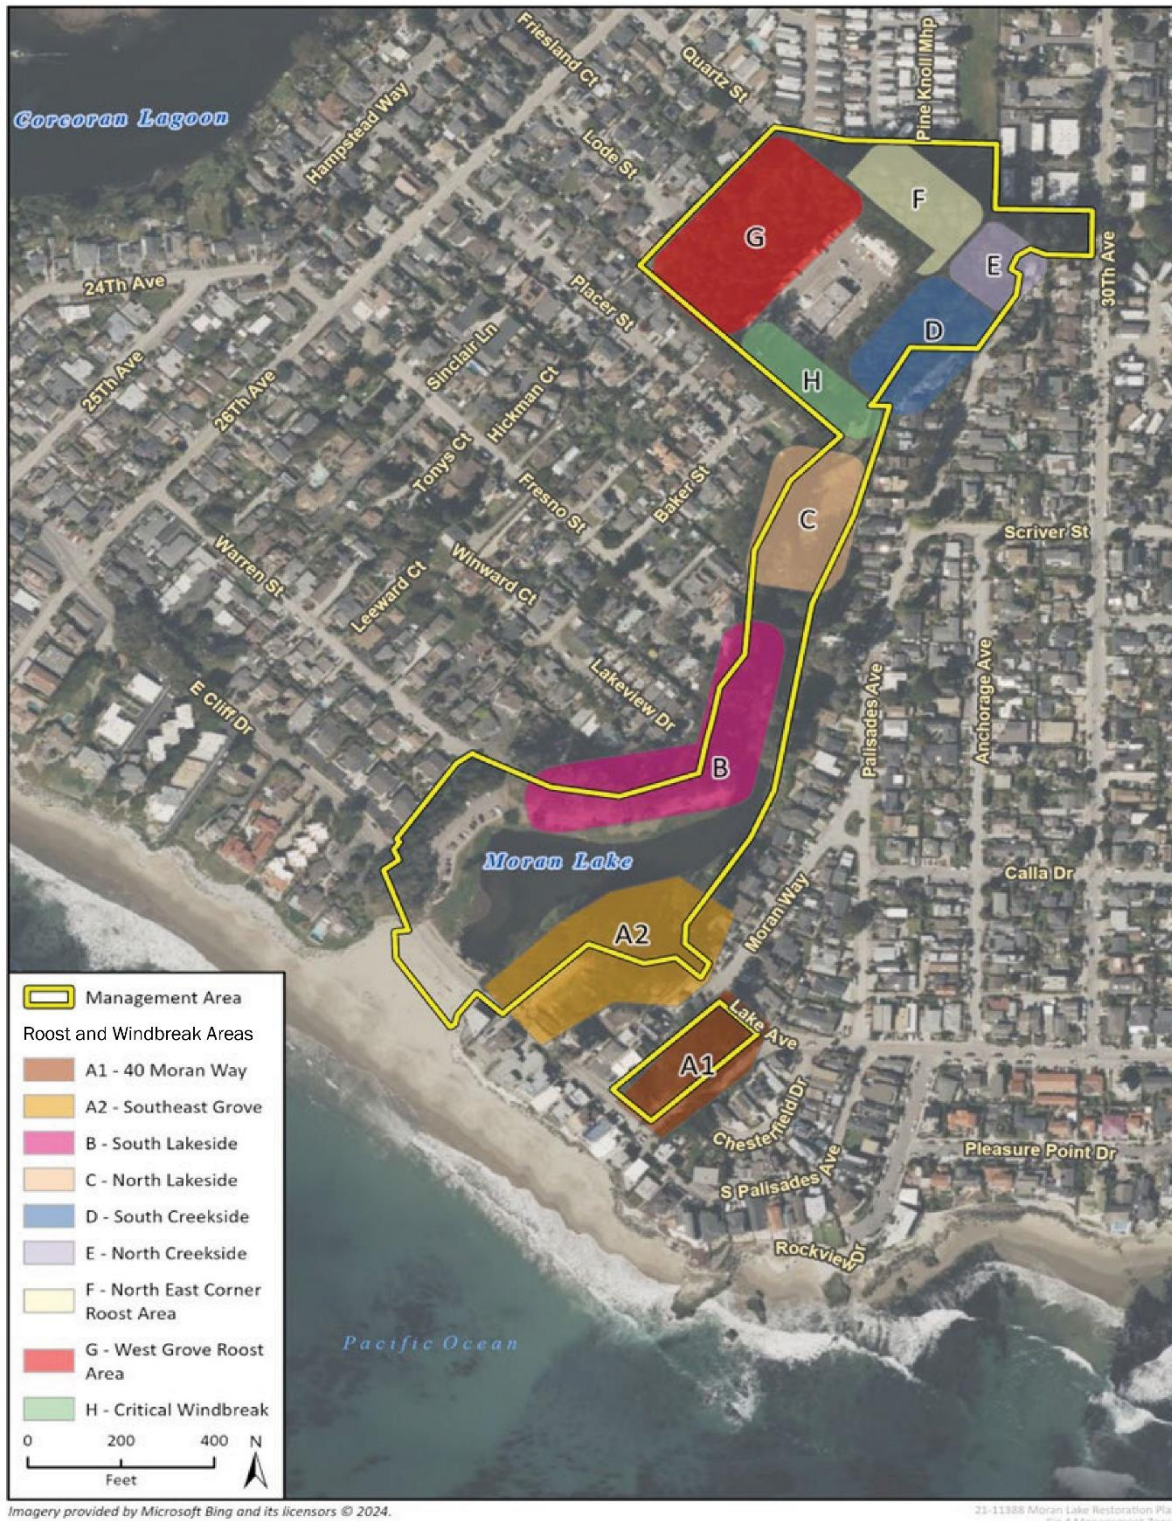 Friesland Ct
Quartz St
Pine Knoll Mhp
Corcoran Lagoon
Hampstead Way
Lode St
F
G
E
30Th Ave
24Th Ave
Placer St
D
25Th Ave
26Th Ave
Sinclair Ln
H
Hickman Ct
Tonys Ct
Fresno St
Baker St
C
Scriver St
Warren St
Winward Ct
Leeward Ct
Lakeview Dr
Palisades Ave
Anchorage Ave
E Cliff Dr
B
Moran Lake
Calla Dr
Moran Way
A2
Lake Ave
A1
Chesterfield Dr
Pleasure Point Dr
S Palisades Ave
Rockview Dr
Pacific Ocean
Management Area
Roost and Windbreak Areas
A1 - 40 Moran Way
A2 - Southeast Grove
B - South Lakeside
C - North Lakeside
D - South Creekside
E - North Creekside
F - North East Corner
Roost Area
G - West Grove Roost
Area
H - Critical Windbreak
0 200 400
Feet
N
Imagery provided by Microsoft Bing and its licensors © 2024.
21-11388 Moran Lake Restoration Pla